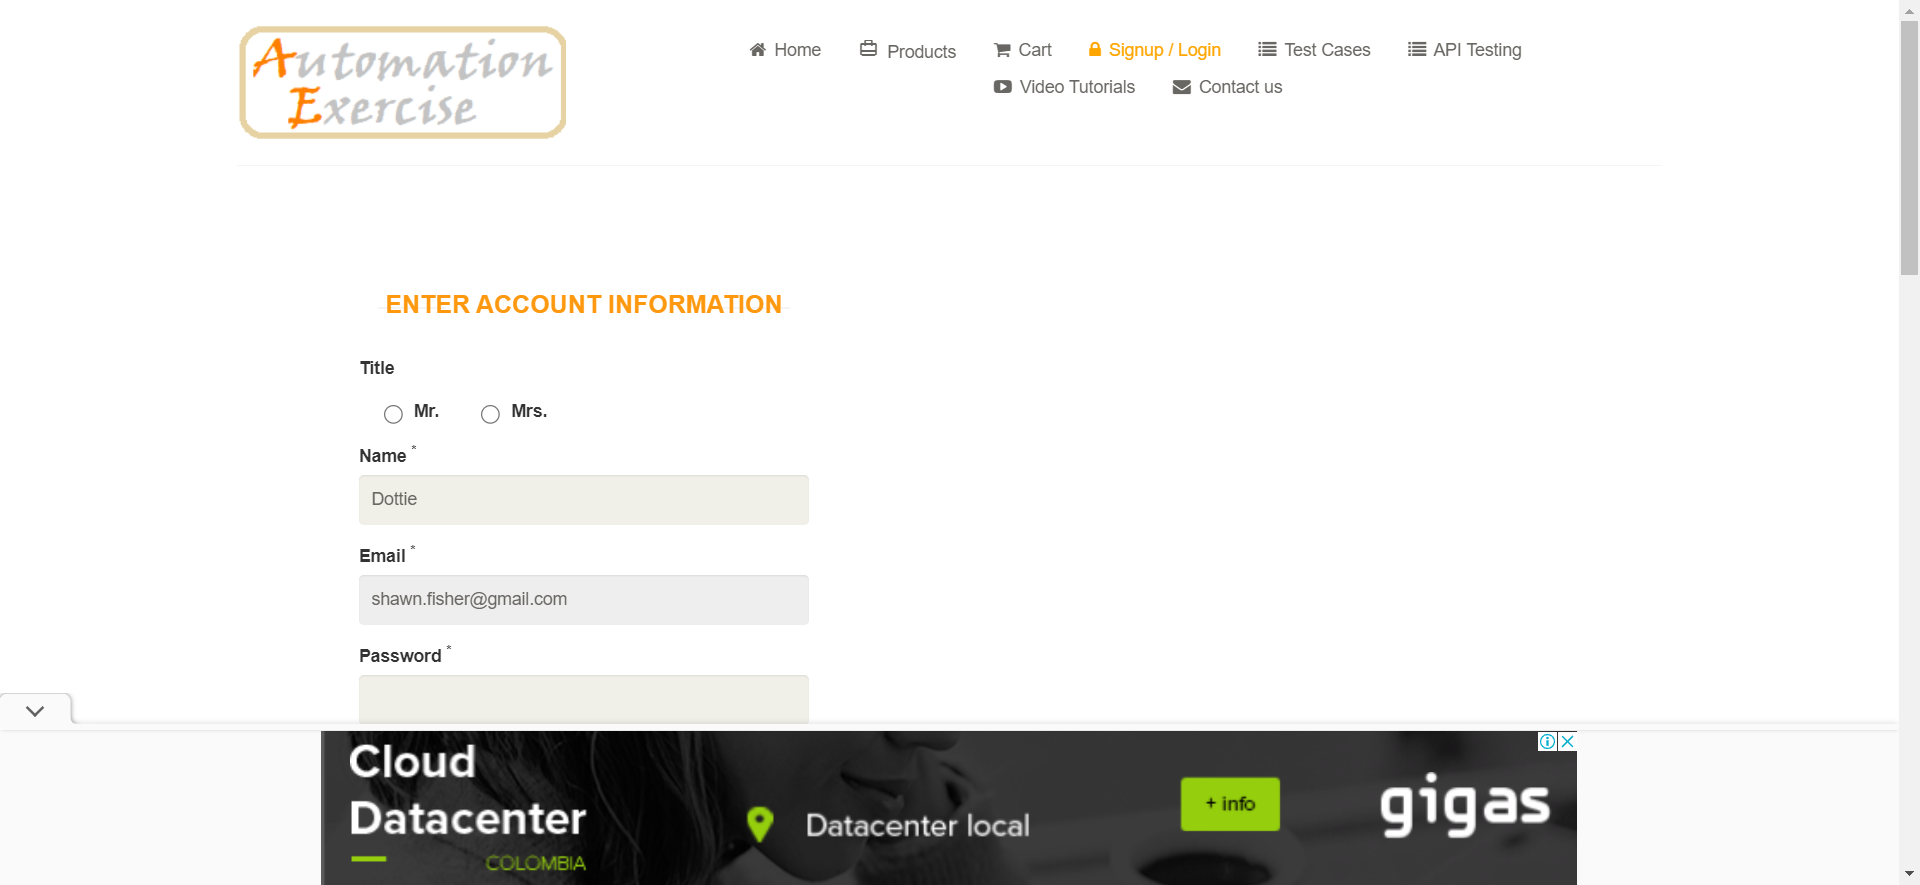 Automation
Exercise
Home
Products
Cart
Signup / Login
Test Cases
API Testing
Video Tutorials
Contact us
ENTER ACCOUNT INFORMATION
Title
Mr.
Mrs.
Name *
Dottie
Email *
shawn.fisher@gmail.com
Password *
Cloud
Datacenter
COLOMBIA
Datacenter local
+ info
gigas